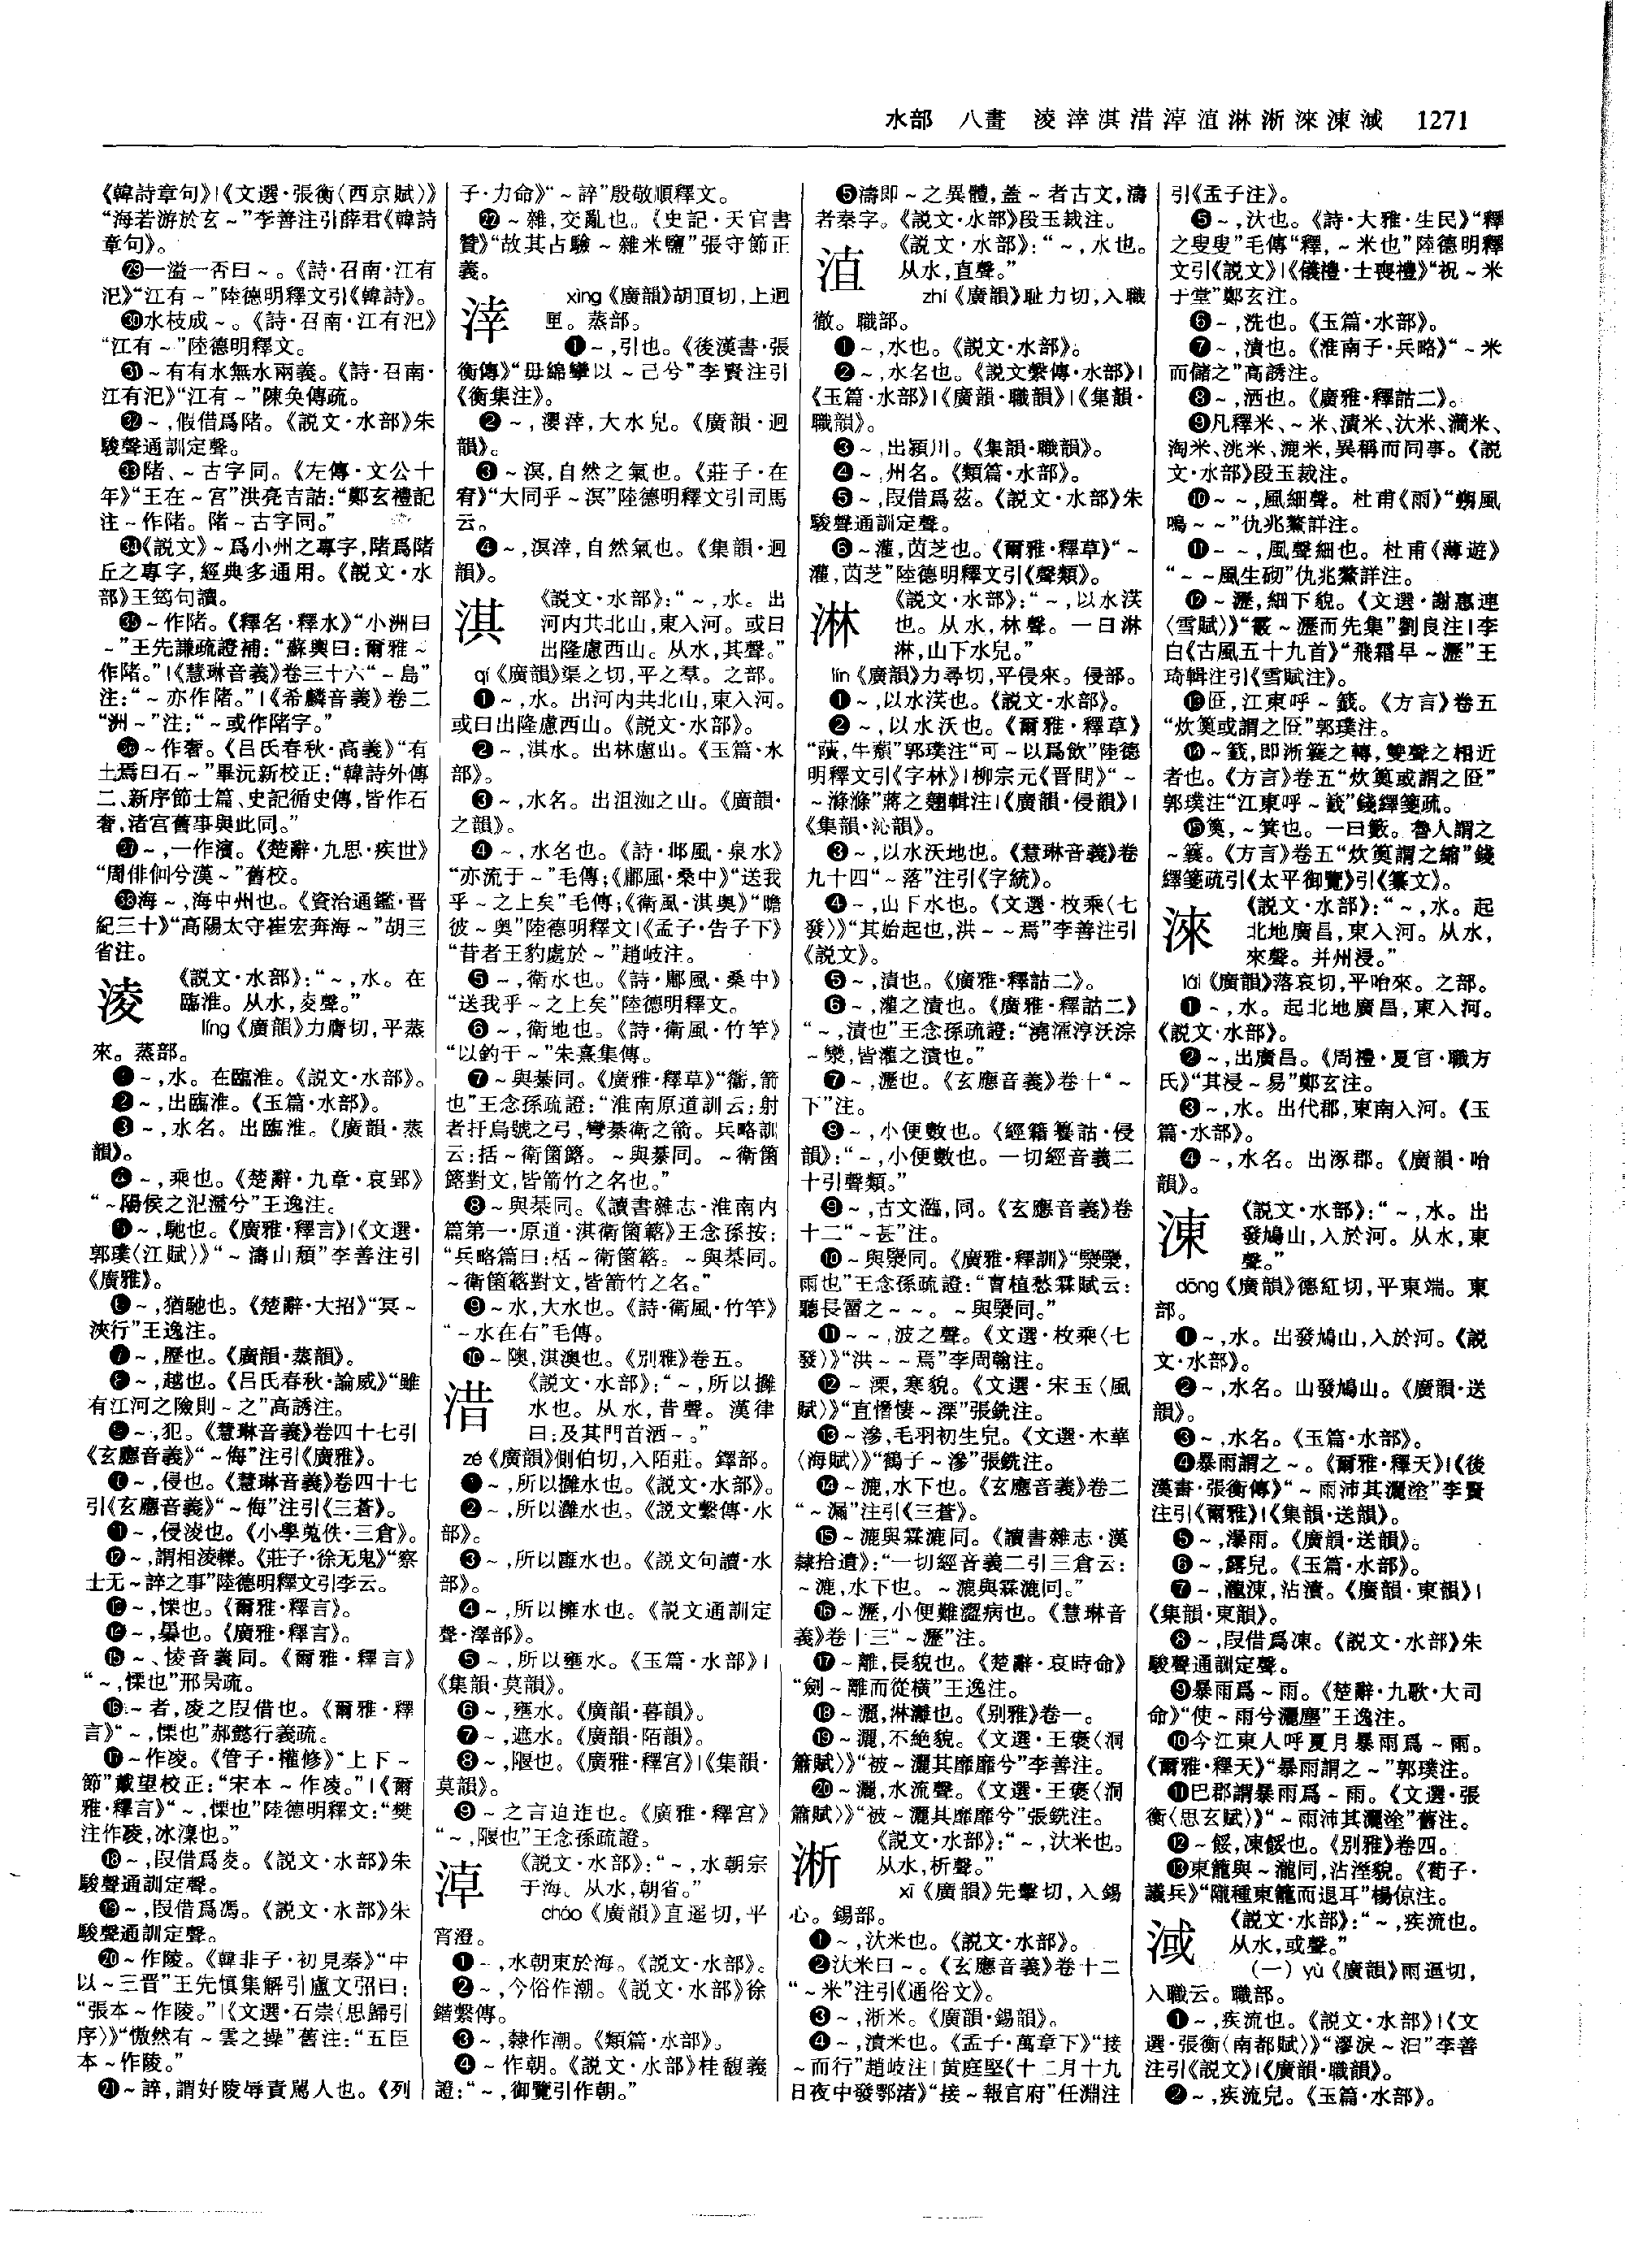 水部　八畫　淩涬淇浩淖淔淋淅淶涷淢　1271
《韓詩章句》|《文選·張衡〈西京賦〉》
“海若游於玄～”李善注引薛君《韓詩
章句》。
㉙一溢一否曰～。《詩·召南·江有
汜》“江有～”陸德明釋文引《韓詩》。
㉚水枝成～。《詩·召南·江有汜》
“江有～”陸德明釋文。
㉛～有有水無水兩義。《詩·召南·
江有汜》“江有～”陳奂傳疏。
㉜～,假借爲陼。《説文·水部》朱
駿聲通訓定聲。
㉝陼、～古字同。《左傳·文公十
年》“王在～宫”洪亮吉詁:“鄭玄禮記
注～作陼。陼～古字同。”
㉞《説文》～爲小州之專字,陼爲陼
丘之專字,經典多通用。《説文·水
部》王筠句讀。
㉟～作陼。《釋名·釋水》“小洲曰
～”王先謙疏證補:“蘇輿曰:爾雅～
作陼。”|《慧琳音義》卷三十六“～島”
注:“～亦作陼。”|《希麟音義》卷二
“洲～”注:“～或作陼字。”
㊱～作奢。《吕氏春秋·高義》“有
士焉曰石～”畢沅新校正:“韓詩外傳
二、新序節士篇、史記循史傳,皆作石
奢,渚宫舊事與此同。”
㊲～,一作濱。《楚辭·九思·疾世》
“周徘徊兮漢～”舊校。
㊳海～,海中州也。《資治通鑑·晋
紀三十》“高陽太守崔宏奔海～”胡三
省注。
淩
《説文·水部》:“～,水。在
臨淮。从水,夌聲。”
líng《廣韻》力膺切,平蒸
來。蒸部。
❶～,水。在臨淮。《説文·水部》。
❷～,出臨淮。《玉篇·水部》。
❸～,水名。出臨淮。《廣韻·蒸
韻》。
❹～,乘也。《楚辭·九章·哀郢》
“～陽侯之氾濫兮”王逸注。
❺～,馳也。《廣雅·釋言》|《文選·
郭璞〈江賦〉》“～濤山頽”李善注引
《廣雅》。
❻～,猶馳也。《楚辭·大招》“冥～
浹行”王逸注。
❼～,歷也。《廣韻·蒸韻》。
❽～,越也。《吕氏春秋·論威》“雖
有江河之險則～之”高誘注。
❾～,犯。《慧琳音義》卷四十七引
《玄應音義》“～侮”注引《廣雅》。
❿～,侵也。《慧琳音義》卷四十七
引《玄應音義》“～侮”注引《三蒼》。
⓫～,侵淩也。《小學蒐佚·三倉》。
⓬～,謂相淩轢。《莊子·徐无鬼》“察
士无～誶之事”陸德明釋文引李云。
⓭～,慄也。《爾雅·釋言》。
⓮～,暴也。《廣雅·釋言》。
⓯～、悷音義同。《爾雅·釋言》
“～,慄也”邢昺疏。
⓰～者,凌之叚借也。《爾雅·釋
言》“～,慄也”郝懿行義疏。
⓱～作凌。《管子·權修》“上下～
節”戴望校正:“宋本～作凌。”|《爾
雅·釋言》“～,慄也”陸德明釋文:“樊
注作㥄,冰凜也。”
⓲～,叚借爲夌。《説文·水部》朱
駿聲通訓定聲。
⓳～,叚借爲馮。《説文·水部》朱
駿聲通訓定聲。
⓴～作陵。《韓非子·初見秦》“中
以～三晋”王先慎集解引盧文弨曰:
“張本～作陵。”|《文選·石崇〈思歸引
序〉》“慠然有～雲之操”舊注:“五臣
本～作陵。”
㉑～誶,謂好陵辱責駡人也。《列
子·力命》“～誶”殷敬順釋文。
㉒～雜,交亂也。《史記·天官書
贊》“故其占驗～雜米鹽”張守節正
義。
涬
xìng《廣韻》胡頂切,上迥
匣。蒸部。
❶～,引也。《後漢書·張
衡傳》“毋緜攣以～己兮”李賢注引
《衡集注》。
❷～,瀴涬,大水皃。《廣韻·迥
韻》。
❸～溟,自然之氣也。《莊子·在
宥》“大同乎～溟”陸德明釋文引司馬
云。
❹～,溟涬,自然氣也。《集韻·迥
韻》。
淇
《説文·水部》:“～,水。出
河内共北山,東入河。或曰
出隆慮西山。从水,其聲。”
qí《廣韻》渠之切,平之羣。之部。
❶～,水。出河内共北山,東入河。
或曰出隆慮西山。《説文·水部》。
❷～,淇水。出林慮山。《玉篇·水
部》。
❸～,水名。出沮洳之山。《廣韻·
之韻》。
❹～,水名也。《詩·邶風·泉水》
“亦流于～”毛傳;《鄘風·桑中》“送我
乎～之上矣”毛傳;《衛風·淇奥》“瞻
彼～奥”陸德明釋文|《孟子·告子下》
“昔者王豹處於～”趙岐注。
❺～,衛水也。《詩·鄘風·桑中》
“送我乎～之上矣”陸德明釋文。
❻～,衛地也。《詩·衛風·竹竿》
“以釣于～”朱熹集傳。
❼～與綦同。《廣雅·釋草》“籓,箭
也”王念孫疏證:“淮南原道訓云:射
者扜烏號之弓,彎綦衛之箭。兵略訓
云:括～衛箘簬。～與綦同。～衛箘
簬對文,皆箭竹之名也。”
❽～與棊同。《讀書雜志·淮南内
篇第一·原道·淇衛箘簵》王念孫按:
“兵略篇曰:栝～衛箘簵。～與棊同。
～衛箘簵對文,皆箭竹之名。”
❾～水,大水也。《詩·衛風·竹竿》
“～水在右”毛傳。
❿～隩,淇澳也。《别雅》卷五。
浩
《説文·水部》:“～,所以㩁
水也。从水,昔聲。漢律
曰:及其門首洒～。”
zé《廣韻》側伯切,入陌莊。鐸部。
❶～,所以㩁水也。《説文·水部》。
❷～,所以灉水也。《説文繫傳·水
部》。
❸～,所以雝水也。《説文句讀·水
部》。
❹～,所以擁水也。《説文通訓定
聲·澤部》。
❺～,所以壅水。《玉篇·水部》|
《集韻·莫韻》。
❻～,壅水。《廣韻·暮韻》。
❼～,遮水。《廣韻·陌韻》。
❽～,隁也。《廣雅·釋宫》|《集韻·
莫韻》。
❾～之言迫迮也。《廣雅·釋宫》
“～,隁也”王念孫疏證。
淖
《説文·水部》:“～,水朝宗
于海。从水,朝省。”
cháo《廣韻》直遥切,平
宵澄。
❶～,水朝東於海。《説文·水部》。
❷～,今俗作潮。《説文·水部》徐
鍇繫傳。
❸～,隸作潮。《類篇·水部》。
❹～作朝。《説文·水部》桂馥義
證:“～,御覽引作朝。”
❺濤即～之異體,蓋～者古文,濤
者秦字。《説文·水部》段玉裁注。
淔
《説文·水部》:“～,水也。
从水,直聲。”
zhí《廣韻》耻力切,入職
徹。職部。
❶～,水也。《説文·水部》。
❷～,水名也。《説文繫傳·水部》|
《玉篇·水部》|《廣韻·職韻》|《集韻·
職韻》。
❸～,出潁川。《集韻·職韻》。
❹～,州名。《類篇·水部》。
❺～,叚借爲茲。《説文·水部》朱
駿聲通訓定聲。
❻～灌,茵芝也。《爾雅·釋草》“～
灌,茵芝”陸德明釋文引《聲類》。
淋
《説文·水部》:“～,以水渓
也。从水,林聲。一曰淋
淋,山下水皃。”
lín《廣韻》力尋切,平侵來。侵部。
❶～,以水渓也。《説文·水部》。
❷～,以水沃也。《爾雅·釋草》
“藬,牛蘈”郭璞注“可～以爲飲”陸德
明釋文引《字林》|柳宗元《晋問》“～
～滌滌”蔣之翹輯注|《廣韻·侵韻》|
《集韻·沁韻》。
❸～,以水沃地也。《慧琳音義》卷
九十四“～落”注引《字統》。
❹～,山下水也。《文選·枚乘〈七
發〉》“其始起也,洪～～焉”李善注引
《説文》。
❺～,漬也。《廣雅·釋詁二》。
❻～,灌之漬也。《廣雅·釋詁二》
“～,漬也”王念孫疏證:“澆灟淳沃淙
～灓,皆灌之漬也。”
❼～,瀝也。《玄應音義》卷十“～
下”注。
❽～,小便數也。《經籍籑詁·侵
韻》:“～,小便數也。一切經音義二
十引聲類。”
❾～,古文㴼,同。《玄應音義》卷
十二“～甚”注。
❿～與灓同。《廣雅·釋訓》“灓灓,
雨也”王念孫疏證:“曹植愁霖賦云:
聽長霤之～～。～與灓同。”
⓫～～,波之聲。《文選·枚乘〈七
發〉》“洪～～焉”李周翰注。
⓬～溧,寒貌。《文選·宋玉〈風
賦〉》“直憯悽～溧”張銑注。
⓭～滲,毛羽初生皃。《文選·木華
〈海賦〉》“鶴子～滲”張銑注。
⓮～漉,水下也。《玄應音義》卷二
“～漏”注引《三蒼》。
⓯～漉與霖漉同。《讀書雜志·漢
隸拾遺》:“一切經音義二引三倉云:
～漉,水下也。～漉與霖漉同。”
⓰～瀝,小便難澀病也。《慧琳音
義》卷十三“～瀝”注。
⓱～離,長貌也。《楚辭·哀時命》
“劍～離而從横”王逸注。
⓲～灑,淋灕也。《别雅》卷一。
⓳～灑,不絶貌。《文選·王褒〈洞
簫賦〉》“被～灑其靡靡兮”李善注。
⓴～灑,水流聲。《文選·王褒〈洞
簫賦〉》“被～灑其靡靡兮”張銑注。
淅
《説文·水部》:“～,汏米也。
从水,析聲。”
xī《廣韻》先擊切,入錫
心。錫部。
❶～,汏米也。《説文·水部》。
❷汏米曰～。《玄應音義》卷十二
“～米”注引《通俗文》。
❸～,淅米。《廣韻·錫韻》。
❹～,漬米也。《孟子·萬章下》“接
～而行”趙岐注|黄庭堅《十二月十九
日夜中發鄂渚》“接～報官府”任淵注
引《孟子注》。
❺～,汏也。《詩·大雅·生民》“釋
之叟叟”毛傳“釋,～米也”陸德明釋
文引《説文》|《儀禮·士喪禮》“祝～米
于堂”鄭玄注。
❻～,洗也。《玉篇·水部》。
❼～,漬也。《淮南子·兵略》“～米
而儲之”高誘注。
❽～,洒也。《廣雅·釋詁二》。
❾凡釋米、～米、漬米、汏米、灡米、
淘米、洮米、漉米,異稱而同事。《説
文·水部》段玉裁注。
❿～～,風細聲。杜甫《雨》“朔風
鳴～～”仇兆鰲詳注。
⓫～～,風聲細也。杜甫《薄遊》
“～～風生砌”仇兆鰲詳注。
⓬～瀝,細下貌。《文選·謝惠連
〈雪賦〉》“霰～瀝而先集”劉良注|李
白《古風五十九首》“飛霜早～瀝”王
琦輯注引《雪賦注》。
⓭匠,江東呼～籤。《方言》卷五
“炊䉛或謂之匠”郭璞注。
⓮～籤,即淅䉛之轉,雙聲之相近
者也。《方言》卷五“炊䉛或謂之匠”
郭璞注“江東呼～籤”錢繹箋疏。
⓯䉛,～箕也。一曰籔。魯人謂之
～䉛。《方言》卷五“炊䉛謂之縮”錢
繹箋疏引《太平御覽》引《纂文》。
淶
《説文·水部》:“～,水。起
北地廣昌,東入河。从水,
來聲。并州浸。”
lái《廣韻》落哀切,平咍來。之部。
❶～,水。起北地廣昌,東入河。
《説文·水部》。
❷～,出廣昌。《周禮·夏官·職方
氏》“其浸～易”鄭玄注。
❸～,水。出代郡,東南入河。《玉
篇·水部》。
❹～,水名。出涿郡。《廣韻·咍
韻》。
涷
《説文·水部》:“～,水。出
發鳩山,入於河。从水,東
聲。”
dōng《廣韻》德紅切,平東端。東
部。
❶～,水。出發鳩山,入於河。《説
文·水部》。
❷～,水名。山發鳩山。《廣韻·送
韻》。
❸～,水名。《玉篇·水部》。
❹暴雨謂之～。《爾雅·釋天》|《後
漢書·張衡傳》“～雨沛其灑塗”李賢
注引《爾雅》|《集韻·送韻》。
❺～,瀑雨。《廣韻·送韻》。
❻～,露皃。《玉篇·水部》。
❼～,瀧涷,沾漬。《廣韻·東韻》|
《集韻·東韻》。
❽～,叚借爲凍。《説文·水部》朱
駿聲通訓定聲。
❾暴雨爲～雨。《楚辭·九歌·大司
命》“使～雨兮灑塵”王逸注。
❿今江東人呼夏月暴雨爲～雨。
《爾雅·釋天》“暴雨謂之～”郭璞注。
⓫巴郡謂暴雨爲～雨。《文選·張
衡〈思玄賦〉》“～雨沛其灑塗”舊注。
⓬～餒,凍餒也。《别雅》卷四。
⓭東籠與～瀧同,沾溼貌。《荀子·
議兵》“隴種東籠而退耳”楊倞注。
淢
《説文·水部》:“～,疾流也。
从水,或聲。”
(一)yù《廣韻》雨逼切,
入職云。職部。
❶～,疾流也。《説文·水部》|《文
選·張衡〈南都賦〉》“漻淚～汩”李善
注引《説文》|《廣韻·職韻》。
❷～,疾流皃。《玉篇·水部》。